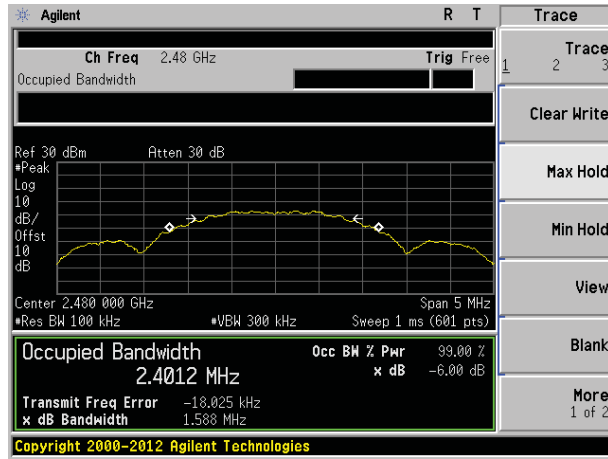 Agilent R T Trace
Ch Freq 2.48 GHz Trig Free
Occupied Bandwidth
Trace
1 2 3
Clear Write
Max Hold
Min Hold
View
Blank
More
1 of 2
Ref 30 dBm Atten 30 dB
#Peak
Log
10
dB/
Offst
10
dB
Center 2.480 000 GHz Span 5 MHz
#Res BW 100 kHz #VBW 300 kHz Sweep 1 ms (601 pts)
Occupied Bandwidth Occ BW % Pwr 99.00 %
2.4012 MHz x dB -6.00 dB
Transmit Freq Error -18.025 kHz
x dB Bandwidth 1.588 MHz
Copyright 2000-2012 Agilent Technologies